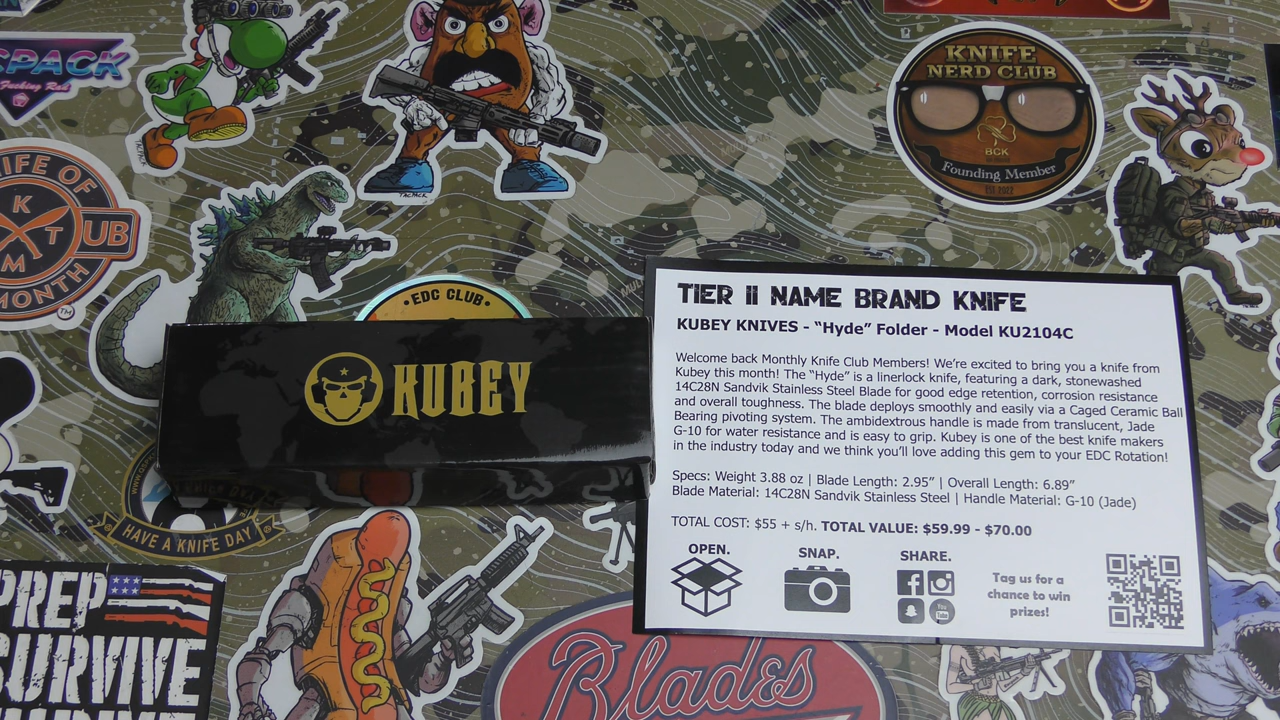 SPACK
KNIFE
NERD CLUB
BCK
Founding Member
EST. 2022
TACPACK
IFE OF
K
T
M
UB
MONTH
TM
EDC CLUB
KUBEY
HAVE A KNIFE DAY
PREP
SURVIVE
Blades
TIER II NAME BRAND KNIFE
KUBEY KNIVES - “Hyde” Folder - Model KU2104C
Welcome back Monthly Knife Club Members! We’re excited to bring you a knife from
Kubey this month! The “Hyde” is a linerlock knife, featuring a dark, stonewashed
14C28N Sandvik Stainless Steel Blade for good edge retention, corrosion resistance
and overall toughness. The blade deploys smoothly and easily via a Caged Ceramic Ball
Bearing pivoting system. The ambidextrous handle is made from translucent, Jade
G-10 for water resistance and is easy to grip. Kubey is one of the best knife makers
in the industry today and we think you’ll love adding this gem to your EDC Rotation!
Specs: Weight 3.88 oz | Blade Length: 2.95” | Overall Length: 6.89”
Blade Material: 14C28N Sandvik Stainless Steel | Handle Material: G-10 (Jade)
TOTAL COST: $55 + s/h. TOTAL VALUE: $59.99 - $70.00
OPEN.
SNAP.
SHARE.
You
Tube
Tag us for a
chance to win
prizes!